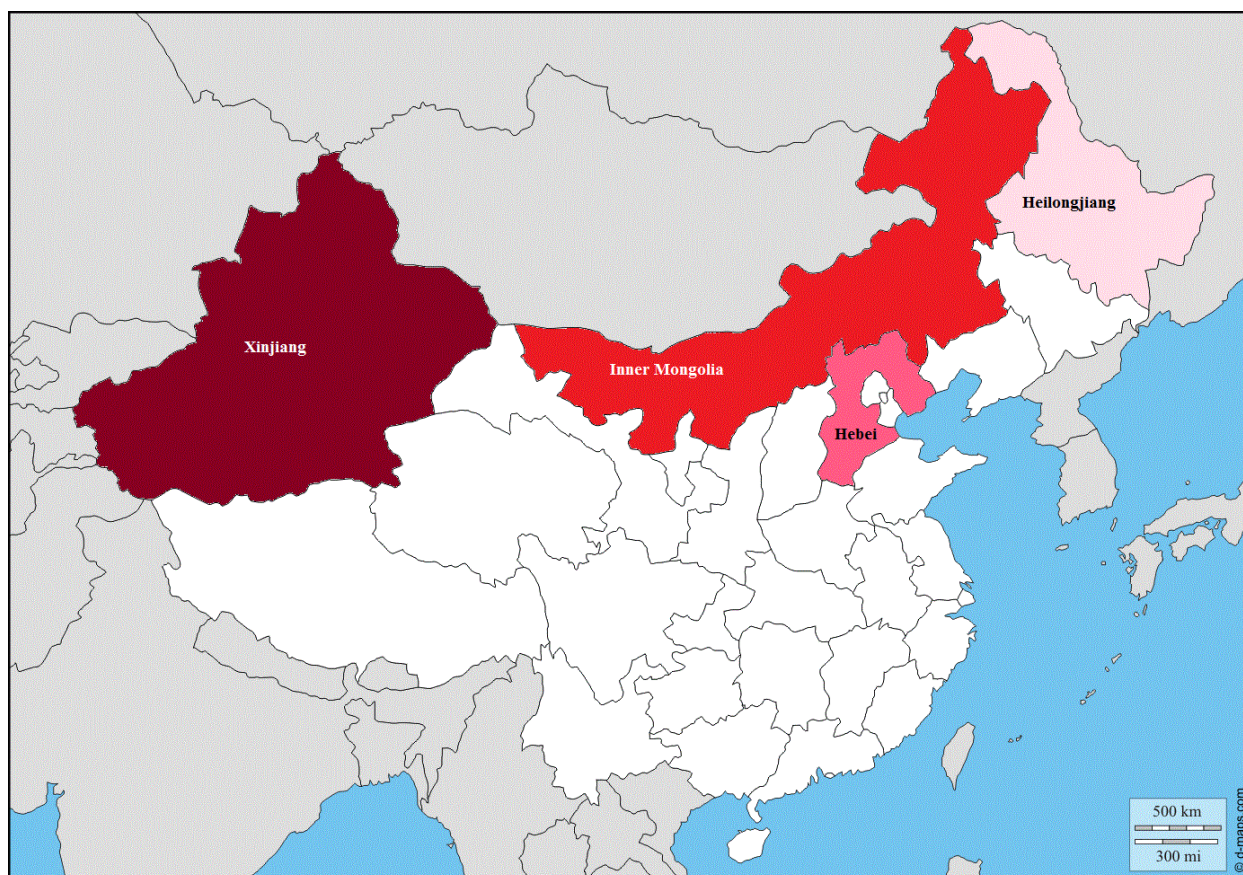 Heilongjiang
Xinjiang
Inner Mongolia
Hebei
500 km
300 mi
© d-maps.com